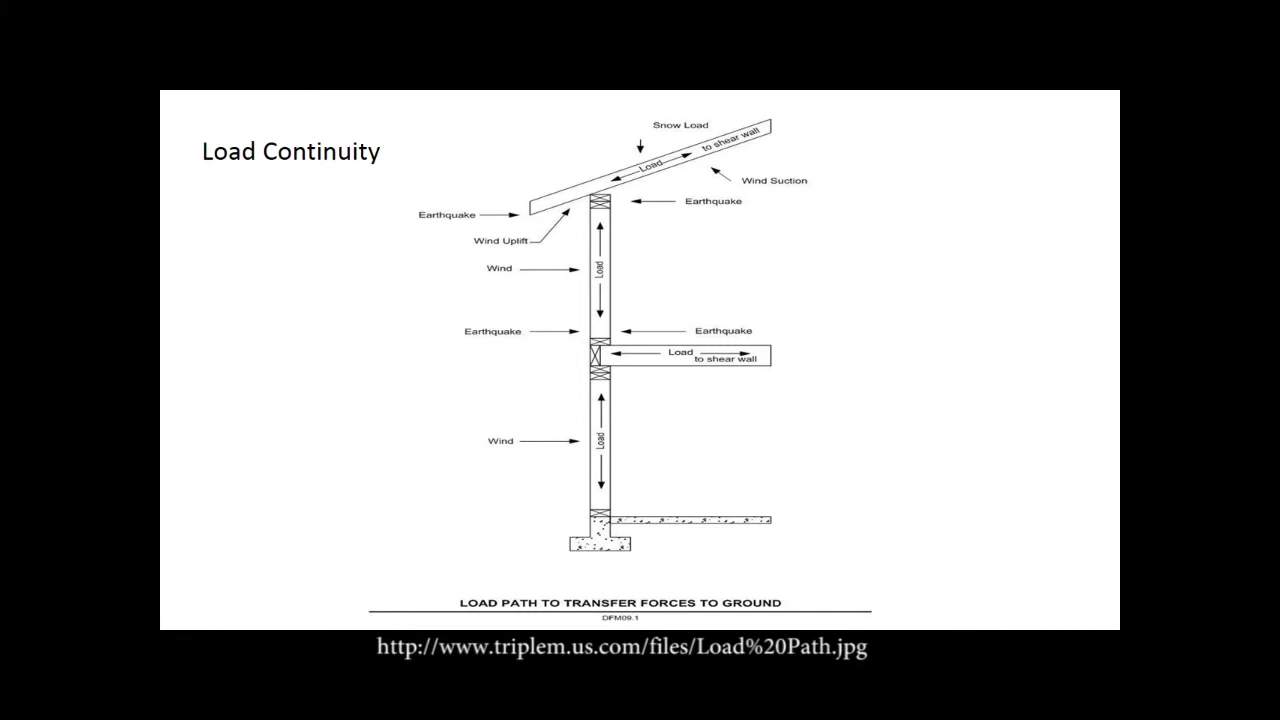 Load Continuity
Snow Load
to shear wall
Load
Wind Suction
Earthquake
Earthquake
Wind Uplift
Wind
Load
Earthquake
Earthquake
Load
to shear wall
Wind
Load
LOAD PATH TO TRANSFER FORCES TO GROUND
DFM09.1
http://www.triplem.us.com/files/Load%20Path.jpg